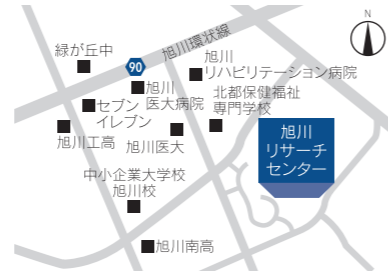 N
旭川環状線
90
緑が丘中
旭川
リハビリテーション病院
旭川
医大病院
北都保健福祉
専門学校
セブン
イレブン
旭川工高
旭川医大
旭川
リサーチ
センター
中小企業大学校
旭川校
旭川南高